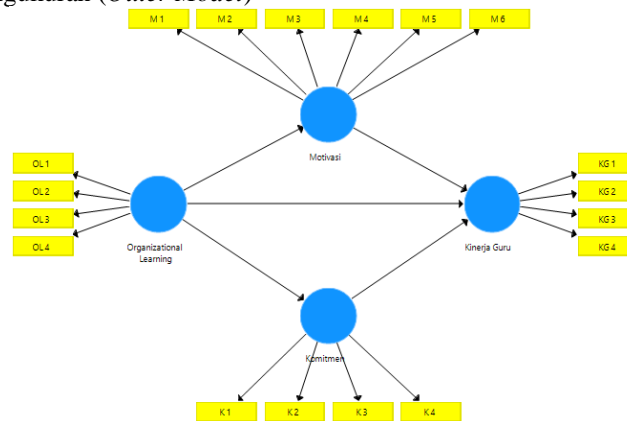 M 1
M 2
M 3
M 4
M 5
M 6
Motivasi
OL 1
OL 2
OL 3
OL 4
Organizational
Learning
KG 1
KG 2
KG 3
KG 4
Kinerja Guru
Komitmen
K 1
K 2
K 3
K 4